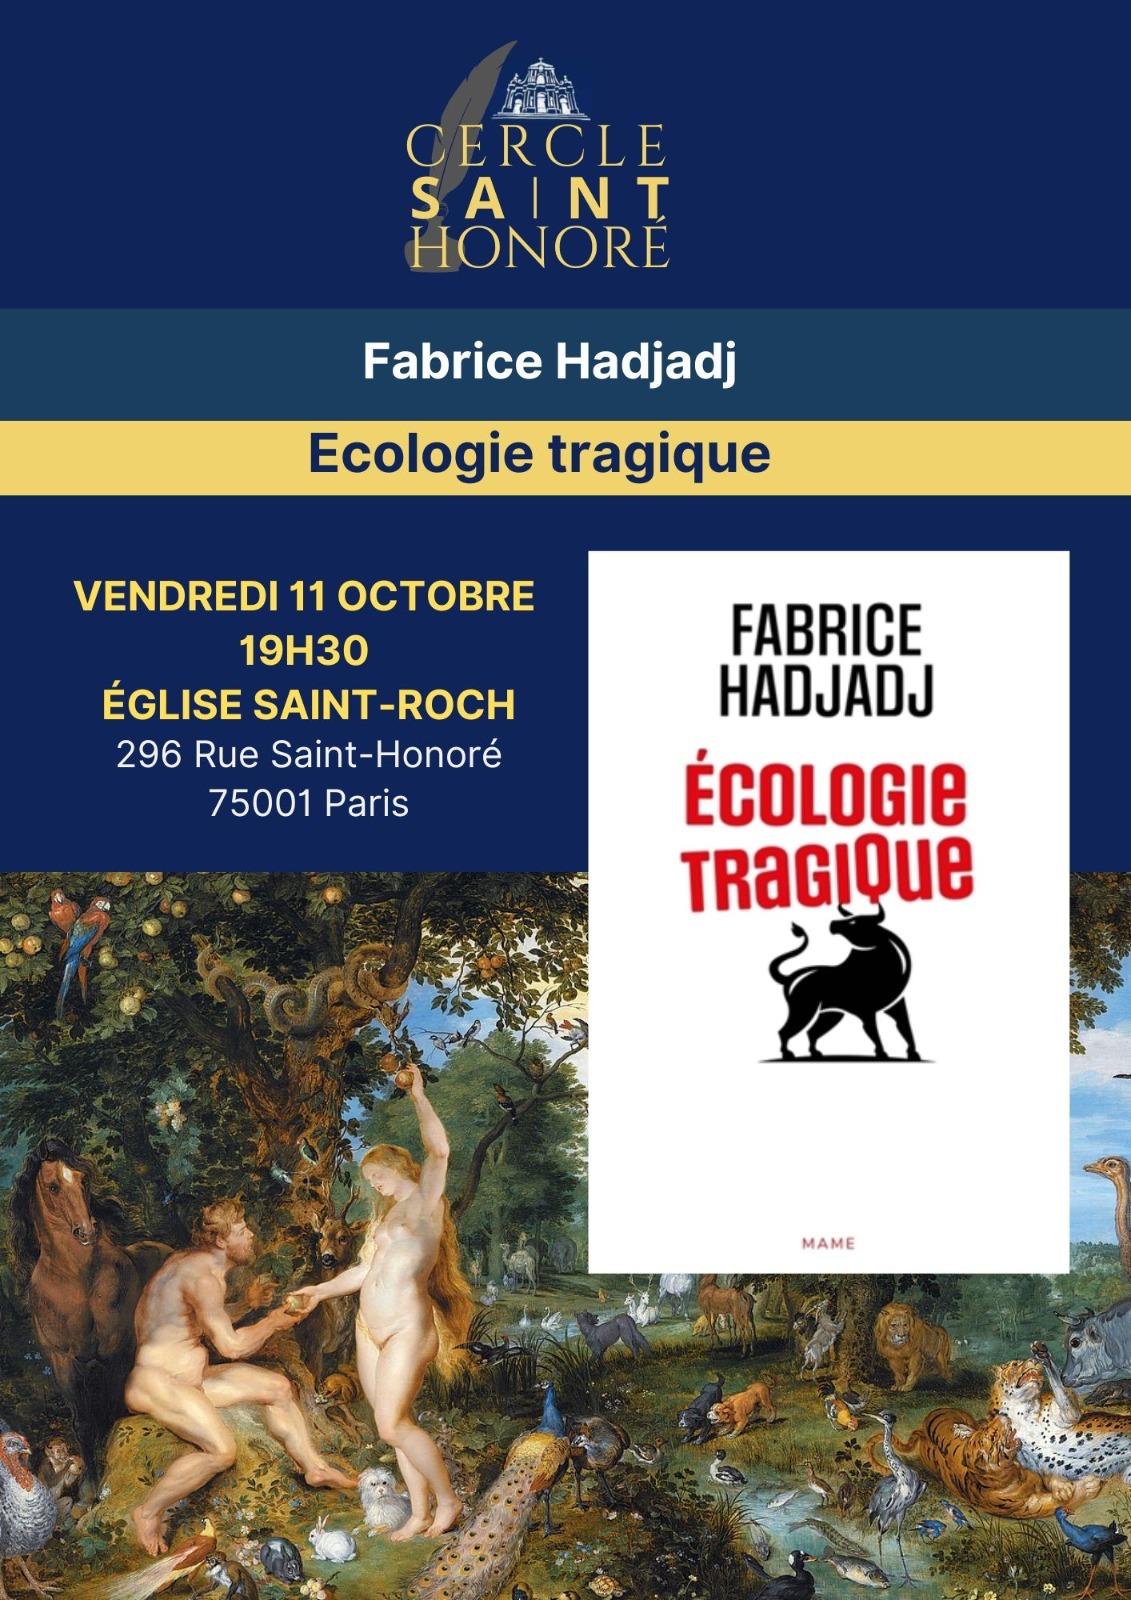 CERCLE
SAINT
HONORÉ
Fabrice Hadjadj
Ecologie tragique
VENDREDI 11 OCTOBRE
19H30
ÉGLISE SAINT-ROCH
296 Rue Saint-Honoré
75001 Paris
FABRICE
HADJADJ
ÉCOLOGIE
TRAGIQUE
MAME